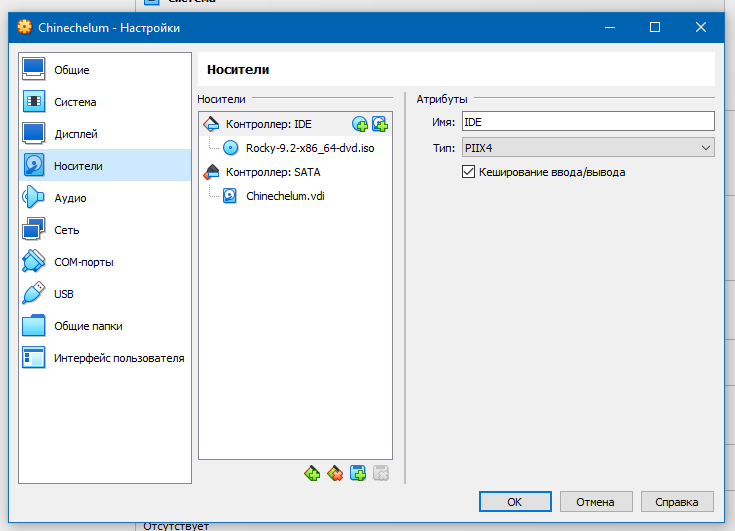 Система
Chinechelum - Настройки
Общие
Система
Дисплей
Носители
Аудио
Сеть
COM-порты
USB
Общие папки
Интерфейс пользователя
Носители
Носители
Контроллер: IDE
Rocky-9.2-x86_64-dvd.iso
Контроллер: SATA
Chinechelum.vdi
Атрибуты
Имя: IDE
Тип: PIIX4
Кеширование ввода/вывода
OK Отмена Справка
Отсутствует